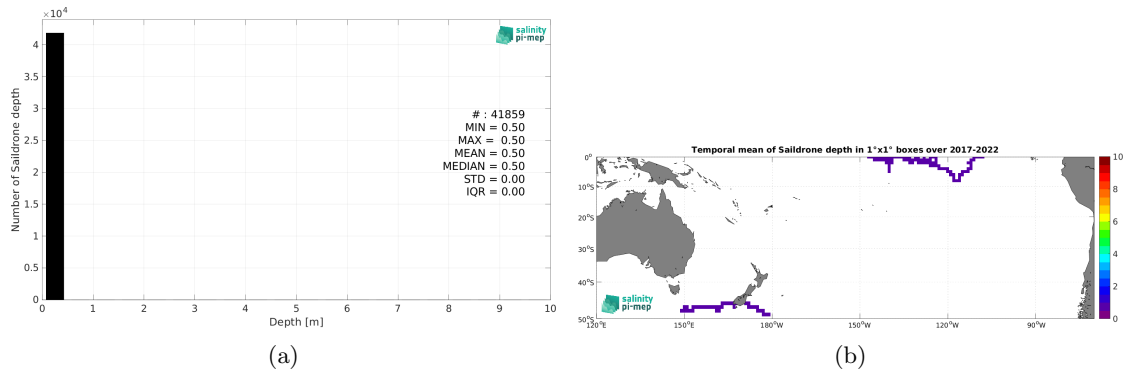 ×10⁴
4
3.5
3
2.5
2
1.5
1
0.5
0
Number of Saildrone depth
salinity
pi-mep
# : 41859
MIN = 0.50
MAX = 0.50
MEAN = 0.50
MEDIAN = 0.50
STD = 0.00
IQR = 0.00
0 1 2 3 4 5 6 7 8 9 10
Depth [m]
(a)
Temporal mean of Saildrone depth in 1°x1° boxes over 2017-2022
0°
10°S
20°S
30°S
40°S
50°S
salinity
pi-mep
120°E 150°E 180°W 150°W 120°W 90°W
10
8
6
4
2
0
(b)